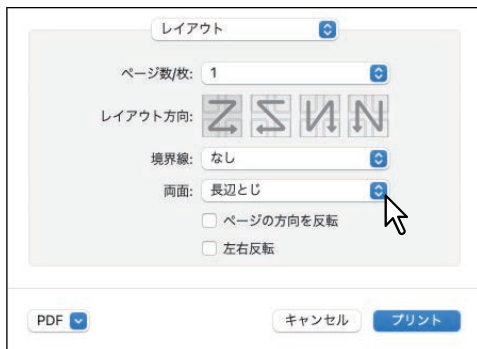 レイアウト
ページ数/枚: 1
レイアウト方向:
境界線: なし
両面: 長辺とじ
ページの方向を反転
左右反転
PDF キャンセル プリント